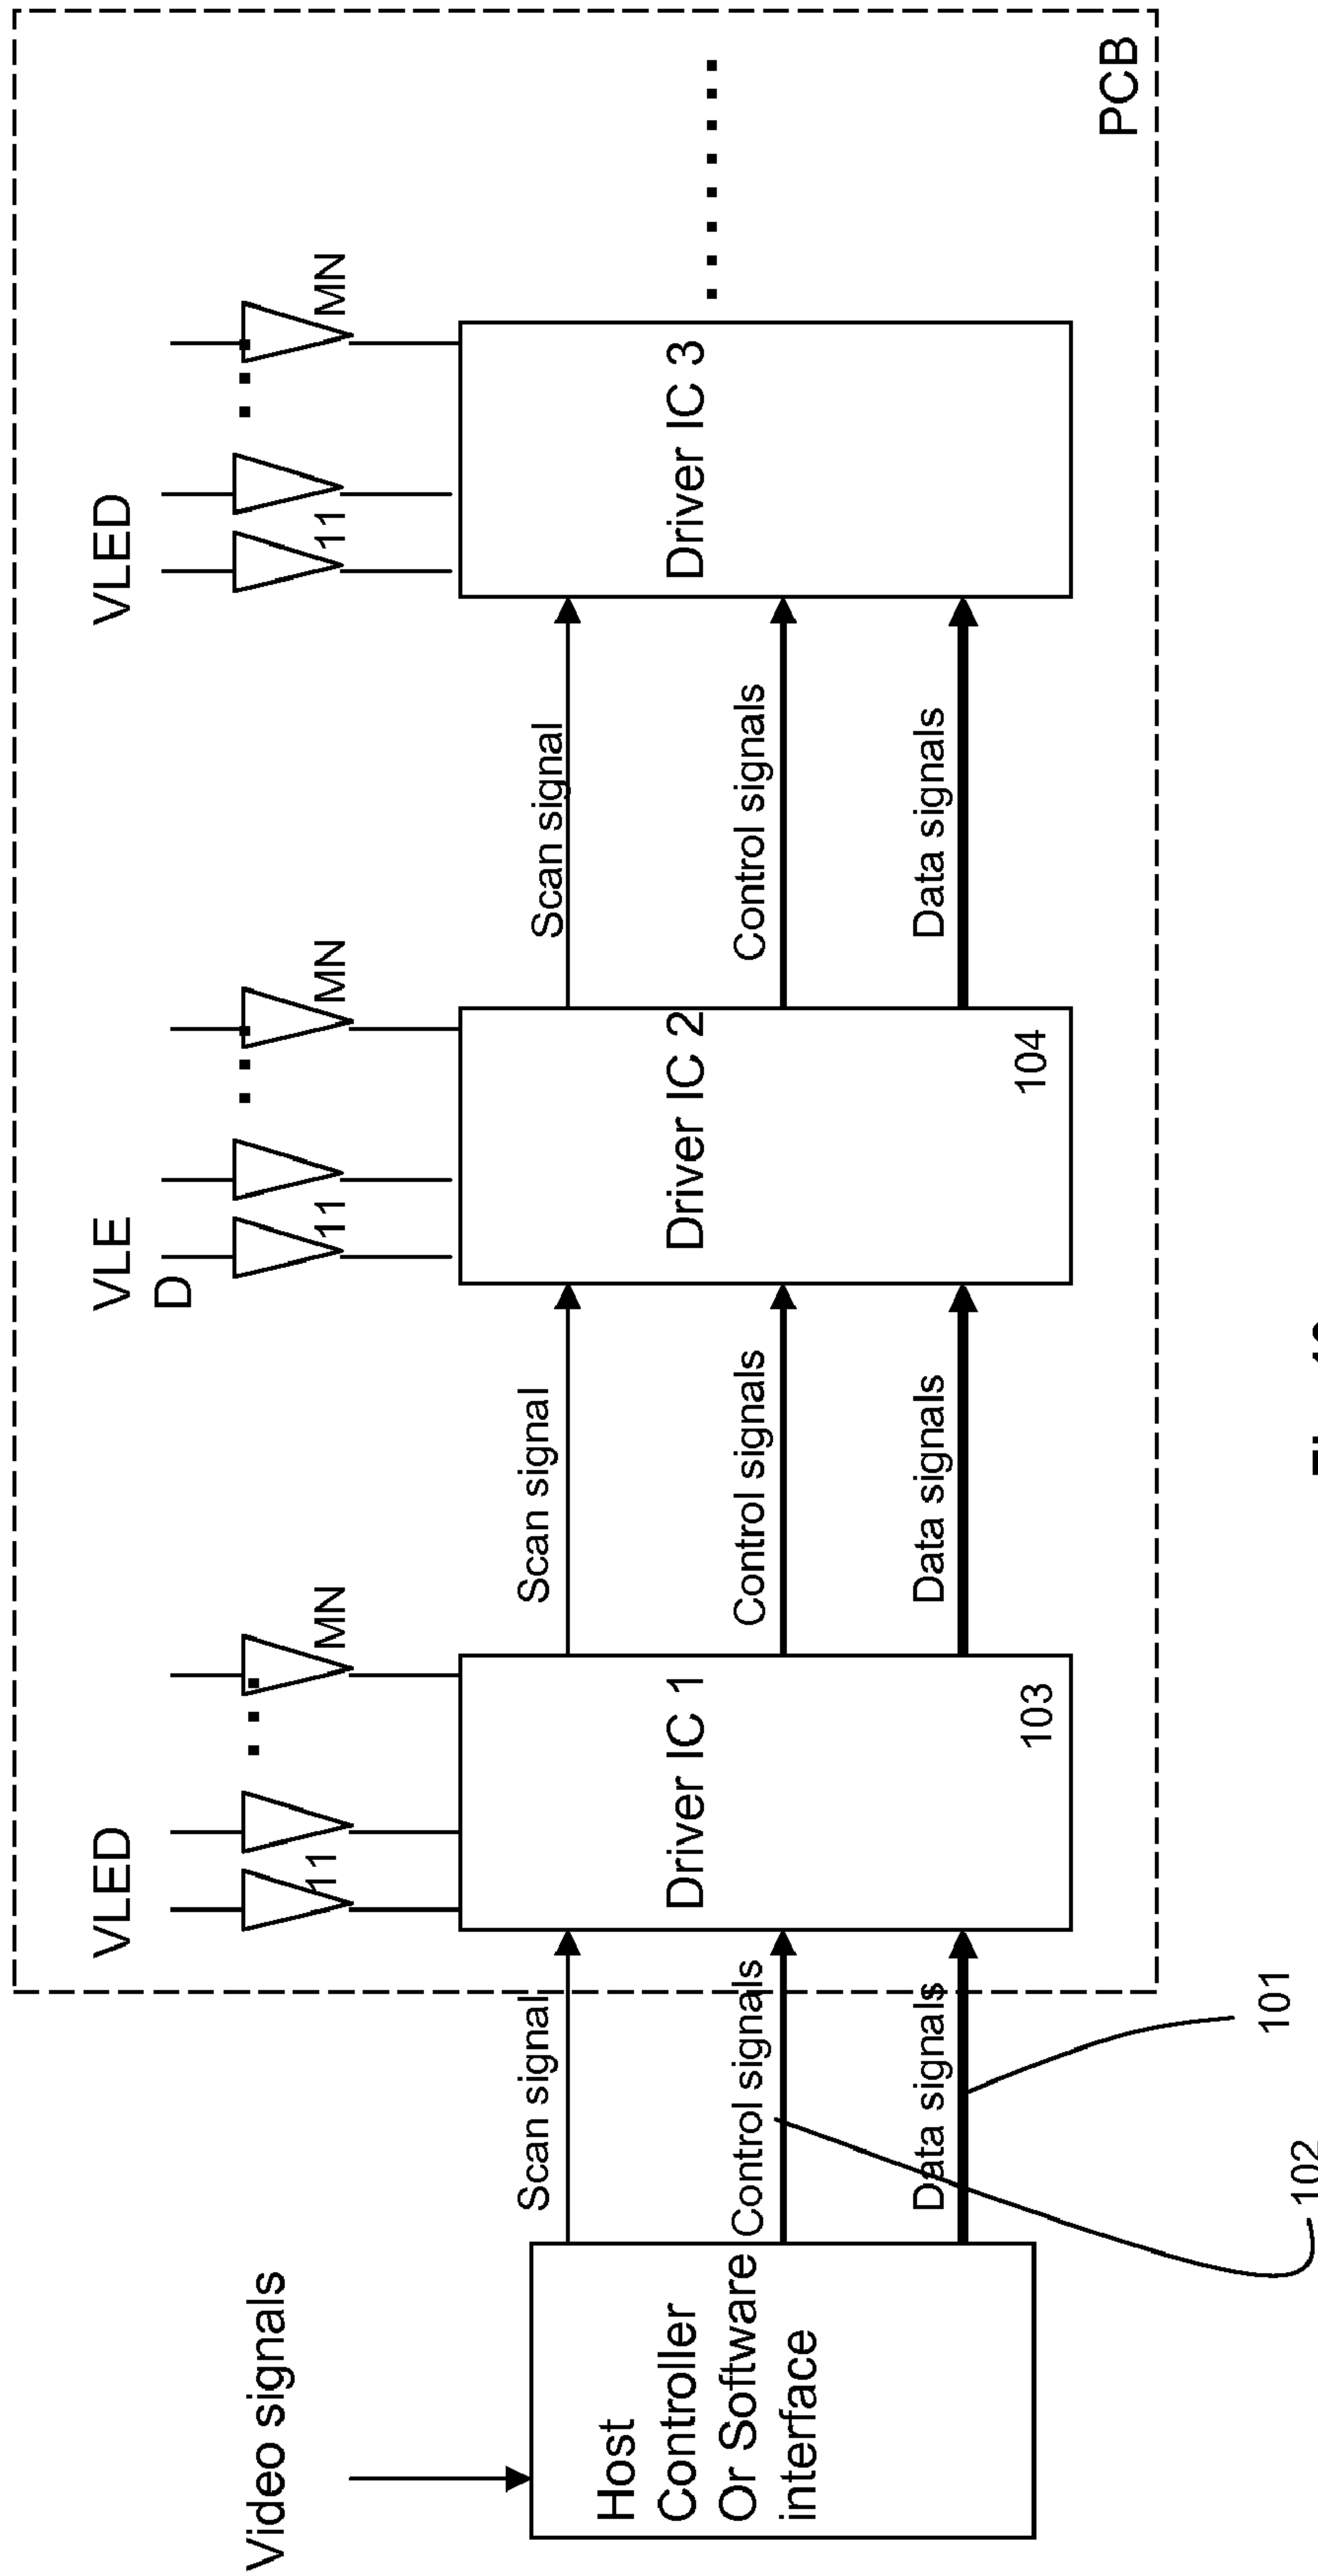 Video signals
Host
Controller
Or Software
interface
Scan signal
Control signals
Data signals
102
101
VLED
11
MN
Driver IC 1
103
Scan signal
Control signals
Data signals
VLE
D
11
MN
Driver IC 2
104
Scan signal
Control signals
Data signals
VLED
11
MN
Driver IC 3
PCB